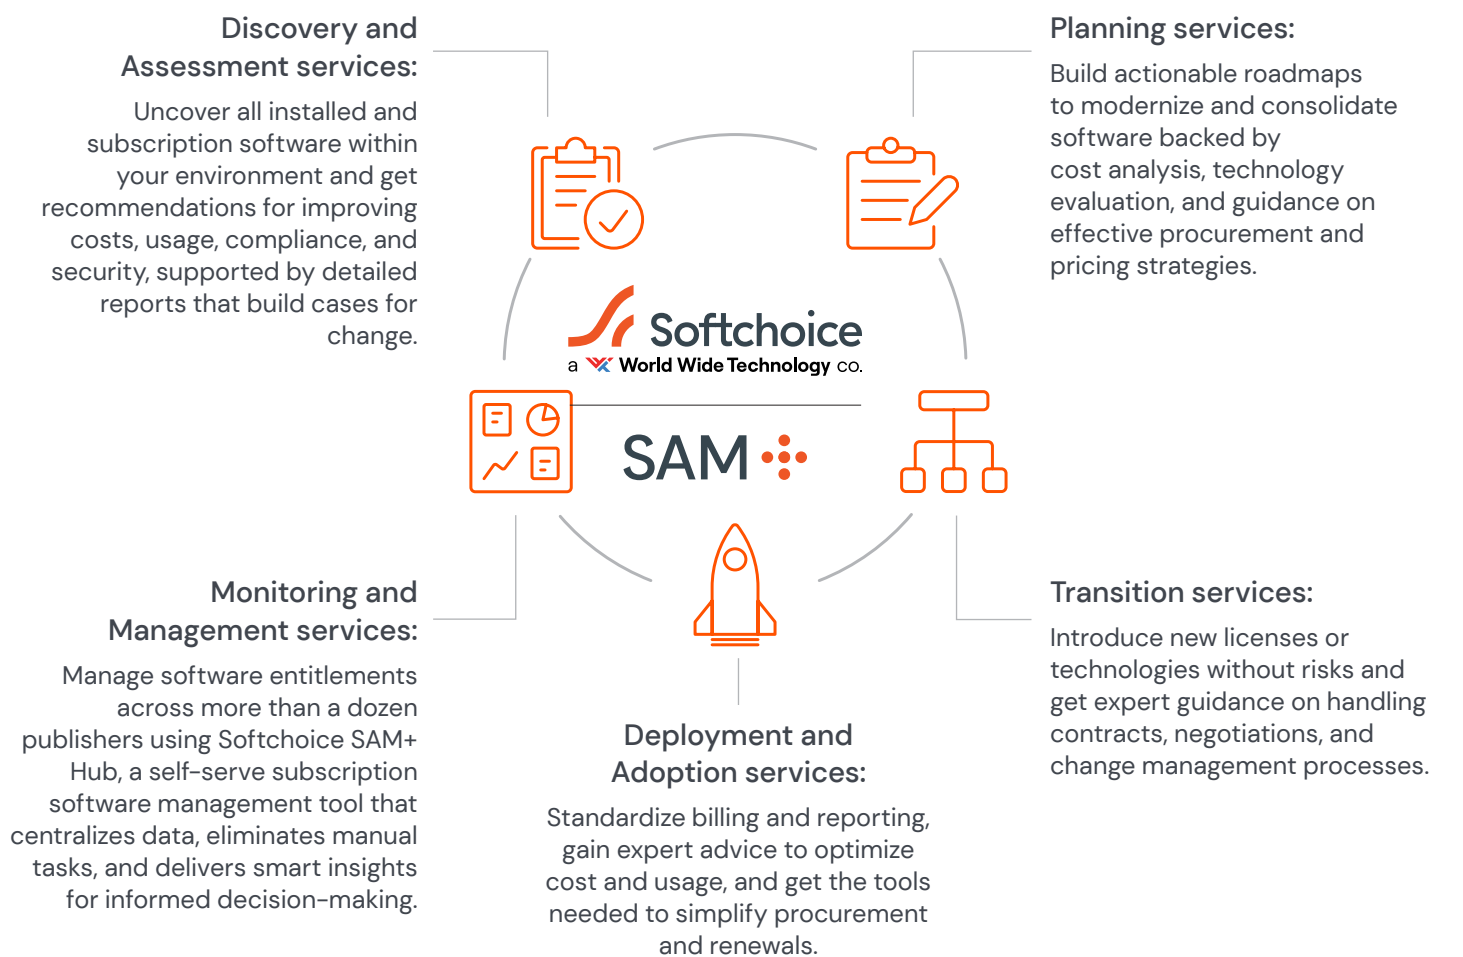 Discovery and
Assessment services:
Uncover all installed and
subscription software within
your environment and get
recommendations for improving
costs, usage, compliance, and
security, supported by detailed
reports that build cases for
change.
Planning services:
Build actionable roadmaps
to modernize and consolidate
software backed by
cost analysis, technology
evaluation, and guidance on
effective procurement and
pricing strategies.
Softchoice
a World Wide Technology co.
SAM
Monitoring and
Management services:
Manage software entitlements
across more than a dozen
publishers using Softchoice SAM+
Hub, a self-serve subscription
software management tool that
centralizes data, eliminates manual
tasks, and delivers smart insights
for informed decision-making.
Deployment and
Adoption services:
Standardize billing and reporting,
gain expert advice to optimize
cost and usage, and get the tools
needed to simplify procurement
and renewals.
Transition services:
Introduce new licenses or
technologies without risks and
get expert guidance on handling
contracts, negotiations, and
change management processes.